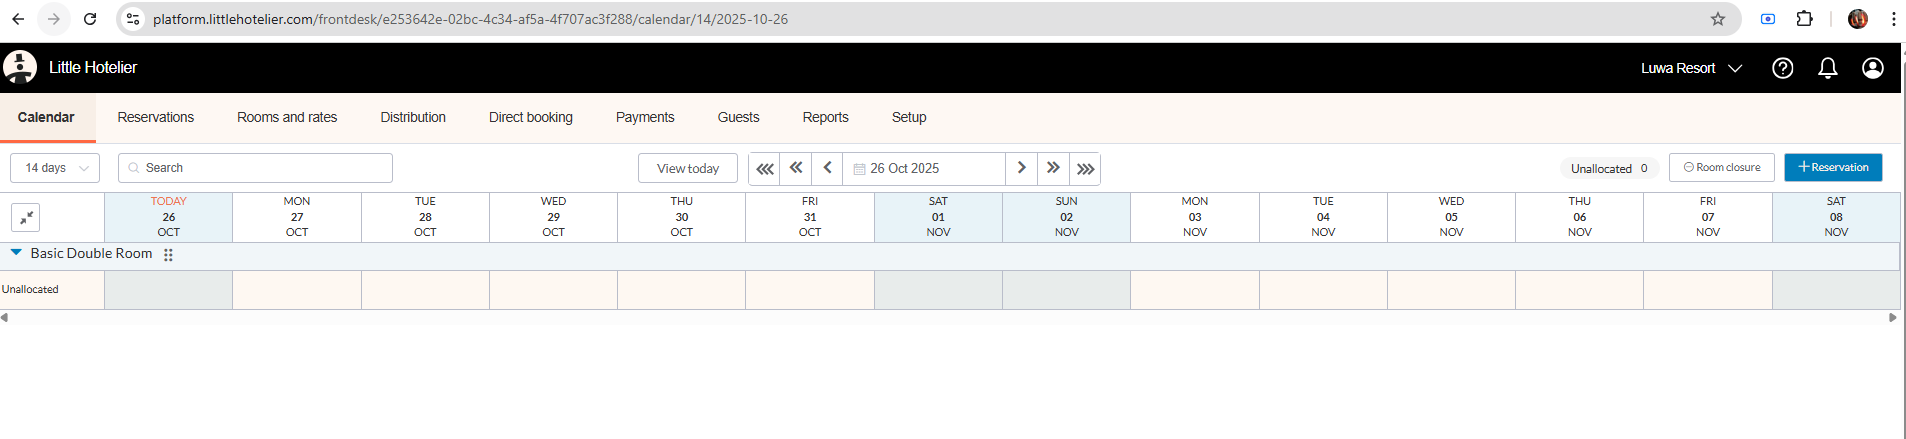 platform.littlehotelier.com/frontdesk/e253642e-02bc-4c34-af5a-4f707ac3f288/calendar/14/2025-10-26
Little Hotelier
Luwa Resort
Calendar Reservations Rooms and rates Distribution Direct booking Payments Guests Reports Setup
14 days Search View today 26 Oct 2025 Unallocated 0 Room closure +Reservation
TODAY MON TUE WED THU FRI SAT SUN MON TUE WED THU FRI SAT
26 27 28 29 30 31 01 02 03 04 05 06 07 08
OCT OCT OCT OCT OCT OCT NOV NOV NOV NOV NOV NOV NOV NOV
Basic Double Room
Unallocated